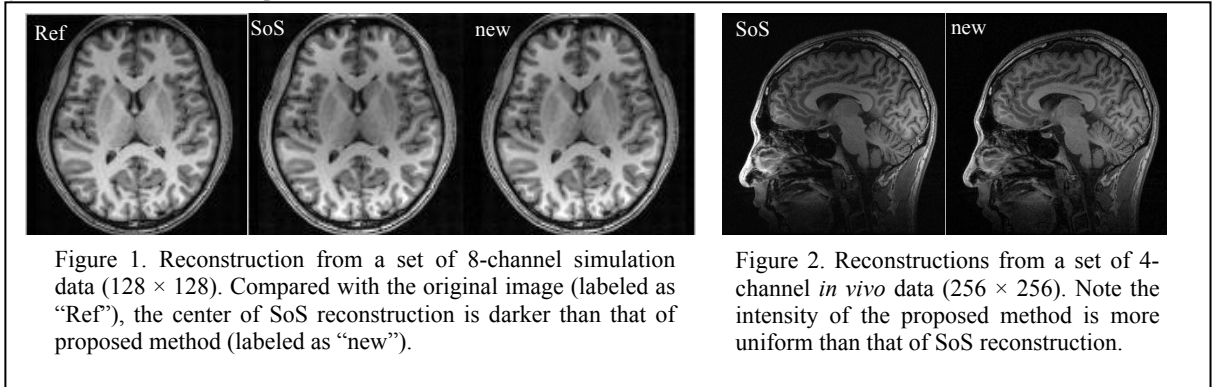 Ref
SoS
new
SoS
new
Figure 1. Reconstruction from a set of 8-channel simulation
data (128 × 128). Compared with the original image (labeled as
“Ref”), the center of SoS reconstruction is darker than that of
proposed method (labeled as “new”).
Figure 2. Reconstructions from a set of 4-
channel in vivo data (256 × 256). Note the
intensity of the proposed method is more
uniform than that of SoS reconstruction.